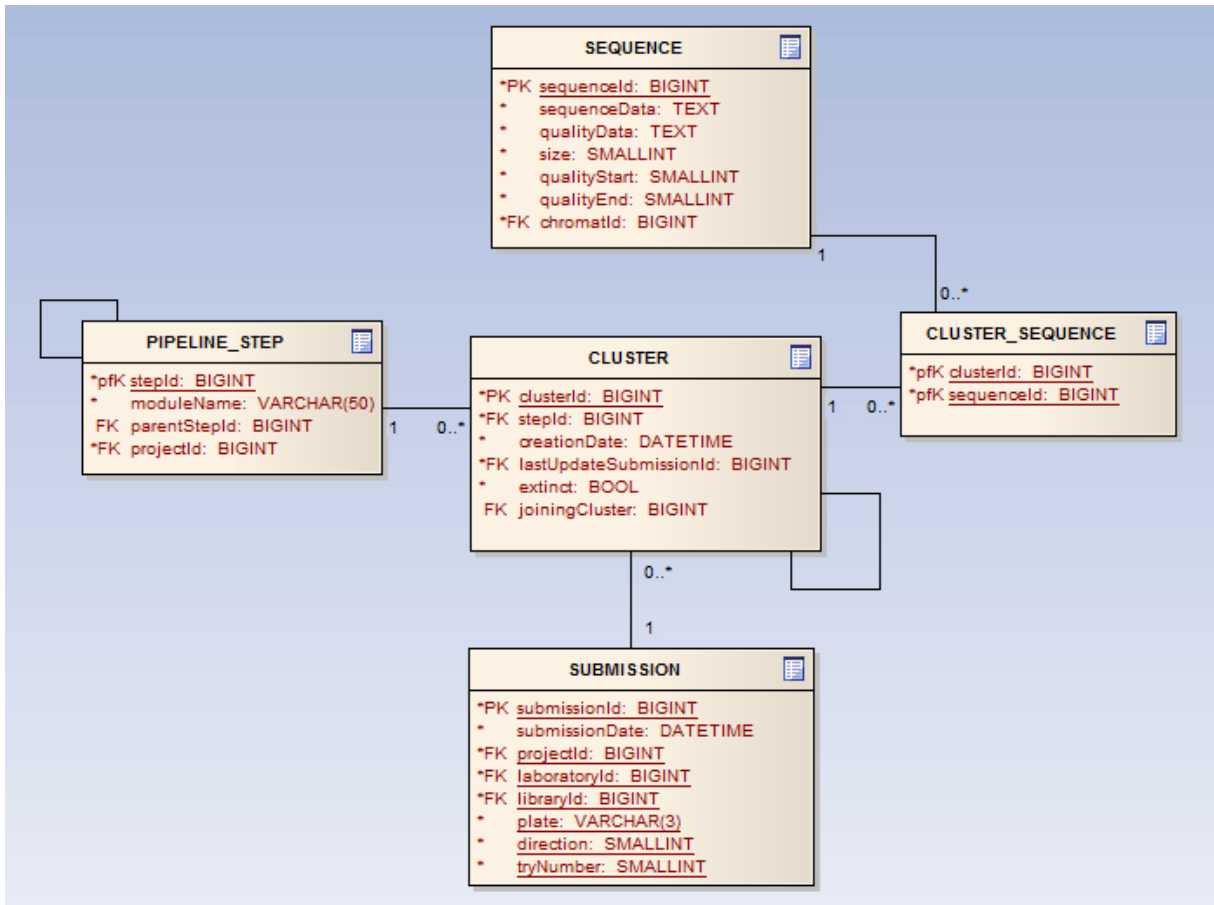 SEQUENCE
*PK sequenceId: BIGINT
* sequenceData: TEXT
* qualityData: TEXT
* size: SMALLINT
* qualityStart: SMALLINT
* qualityEnd: SMALLINT
*FK chromatId: BIGINT
1
0..*
PIPELINE_STEP
*pfK stepId: BIGINT
* moduleName: VARCHAR(50)
FK parentStepId: BIGINT
*FK projectId: BIGINT
1
0..*
CLUSTER
*PK clusterId: BIGINT
*FK stepId: BIGINT
* creationDate: DATETIME
*FK lastUpdateSubmissionId: BIGINT
* extinct: BOOL
FK joiningCluster: BIGINT
1
0..*
CLUSTER_SEQUENCE
*pfK clusterId: BIGINT
*pfK sequenceId: BIGINT
0..*
1
SUBMISSION
*PK submissionId: BIGINT
* submissionDate: DATETIME
*FK projectId: BIGINT
*FK laboratoryId: BIGINT
*FK libraryId: BIGINT
* plate: VARCHAR(3)
* direction: SMALLINT
* tryNumber: SMALLINT